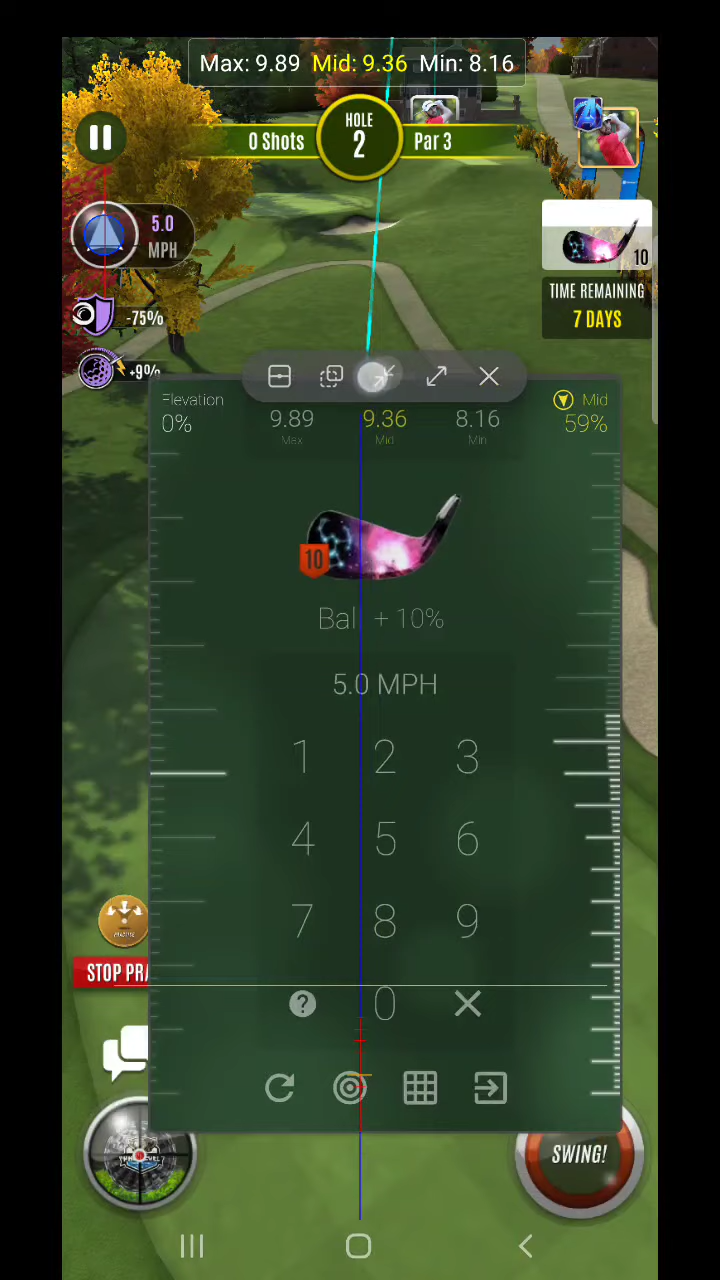 Max: 9.89 Mid: 9.36 Min: 8.16
HOLE
0 Shots 2 Par 3
5.0
MPH
10
-75%
TIME REMAINING
7 DAYS
+9%
Elevation
0%
9.89
Max
9.36
Mid
8.16
Min
Mid
59%
10
Ball + 10%
5.0 MPH
1 2 3
4 5 6
7 8 9
? 0
STOP PRA
SWING!